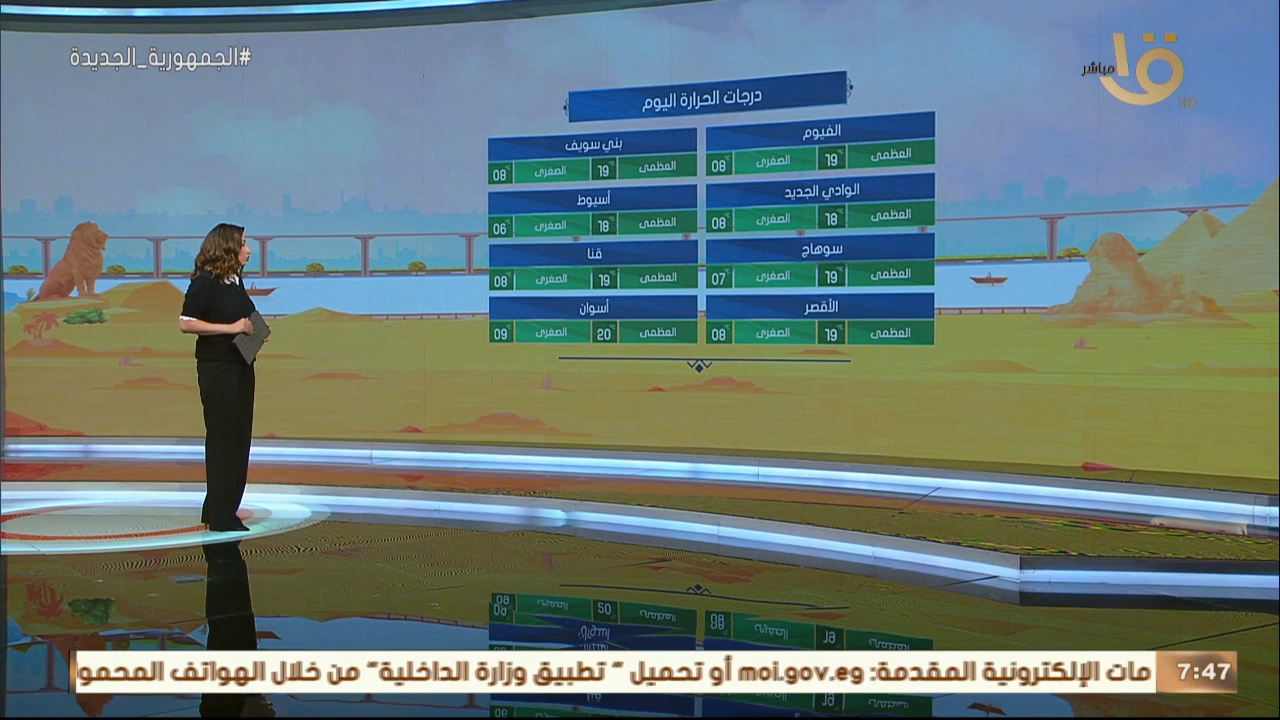 #الجمهورية_الجديدة
مباشر
HD
درجات الحرارة اليوم
الفيوم
العظمى 19°c الصغرى 08°c
بني سويف
العظمى 19°c الصغرى 08°c
الوادي الجديد
العظمى 18°c الصغرى 08°c
أسيوط
العظمى 18°c الصغرى 06°c
سوهاج
العظمى 19°c الصغرى 07°c
قنا
العظمى 19°c الصغرى 08°c
الأقصر
العظمى 19°c الصغرى 08°c
أسوان
العظمى 20°c الصغرى 09°c
7:47
مات الإلكترونية المقدمة: moi.gov.eg أو تحميل " تطبيق وزارة الداخلية" من خلال الهواتف المحمو